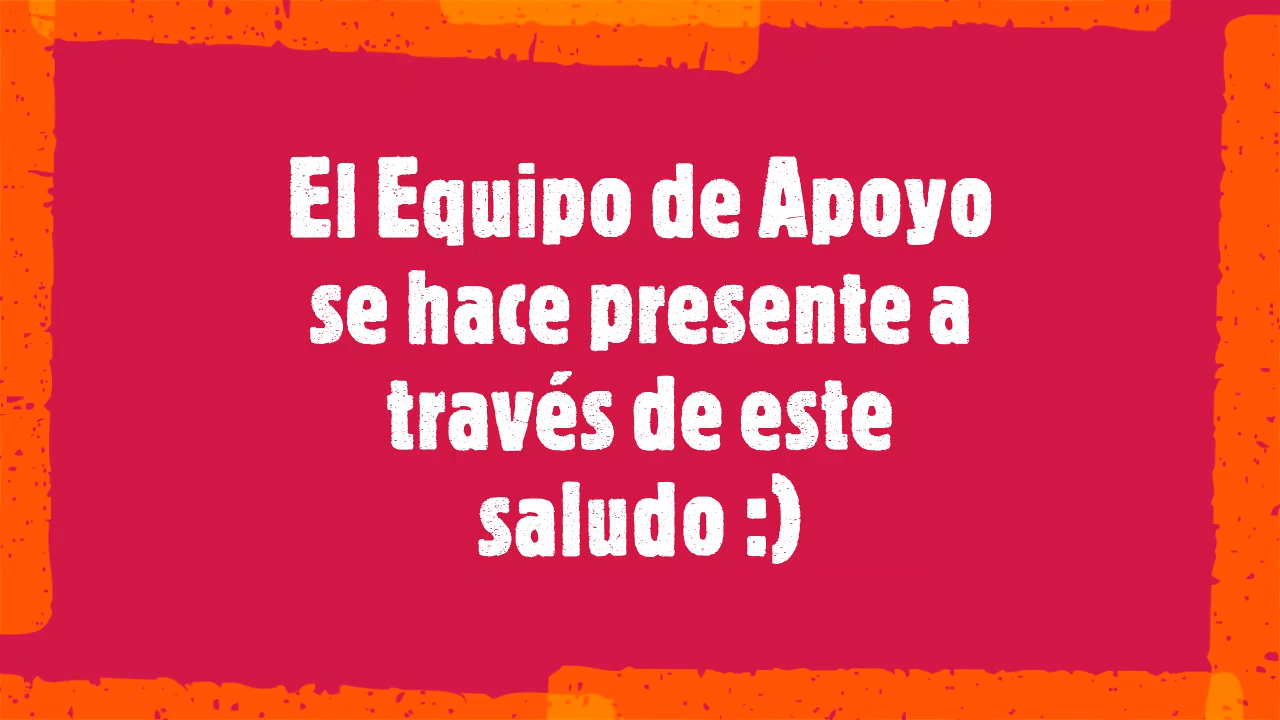 El Equipo de Apoyo
se hace presente a
través de este
saludo :)